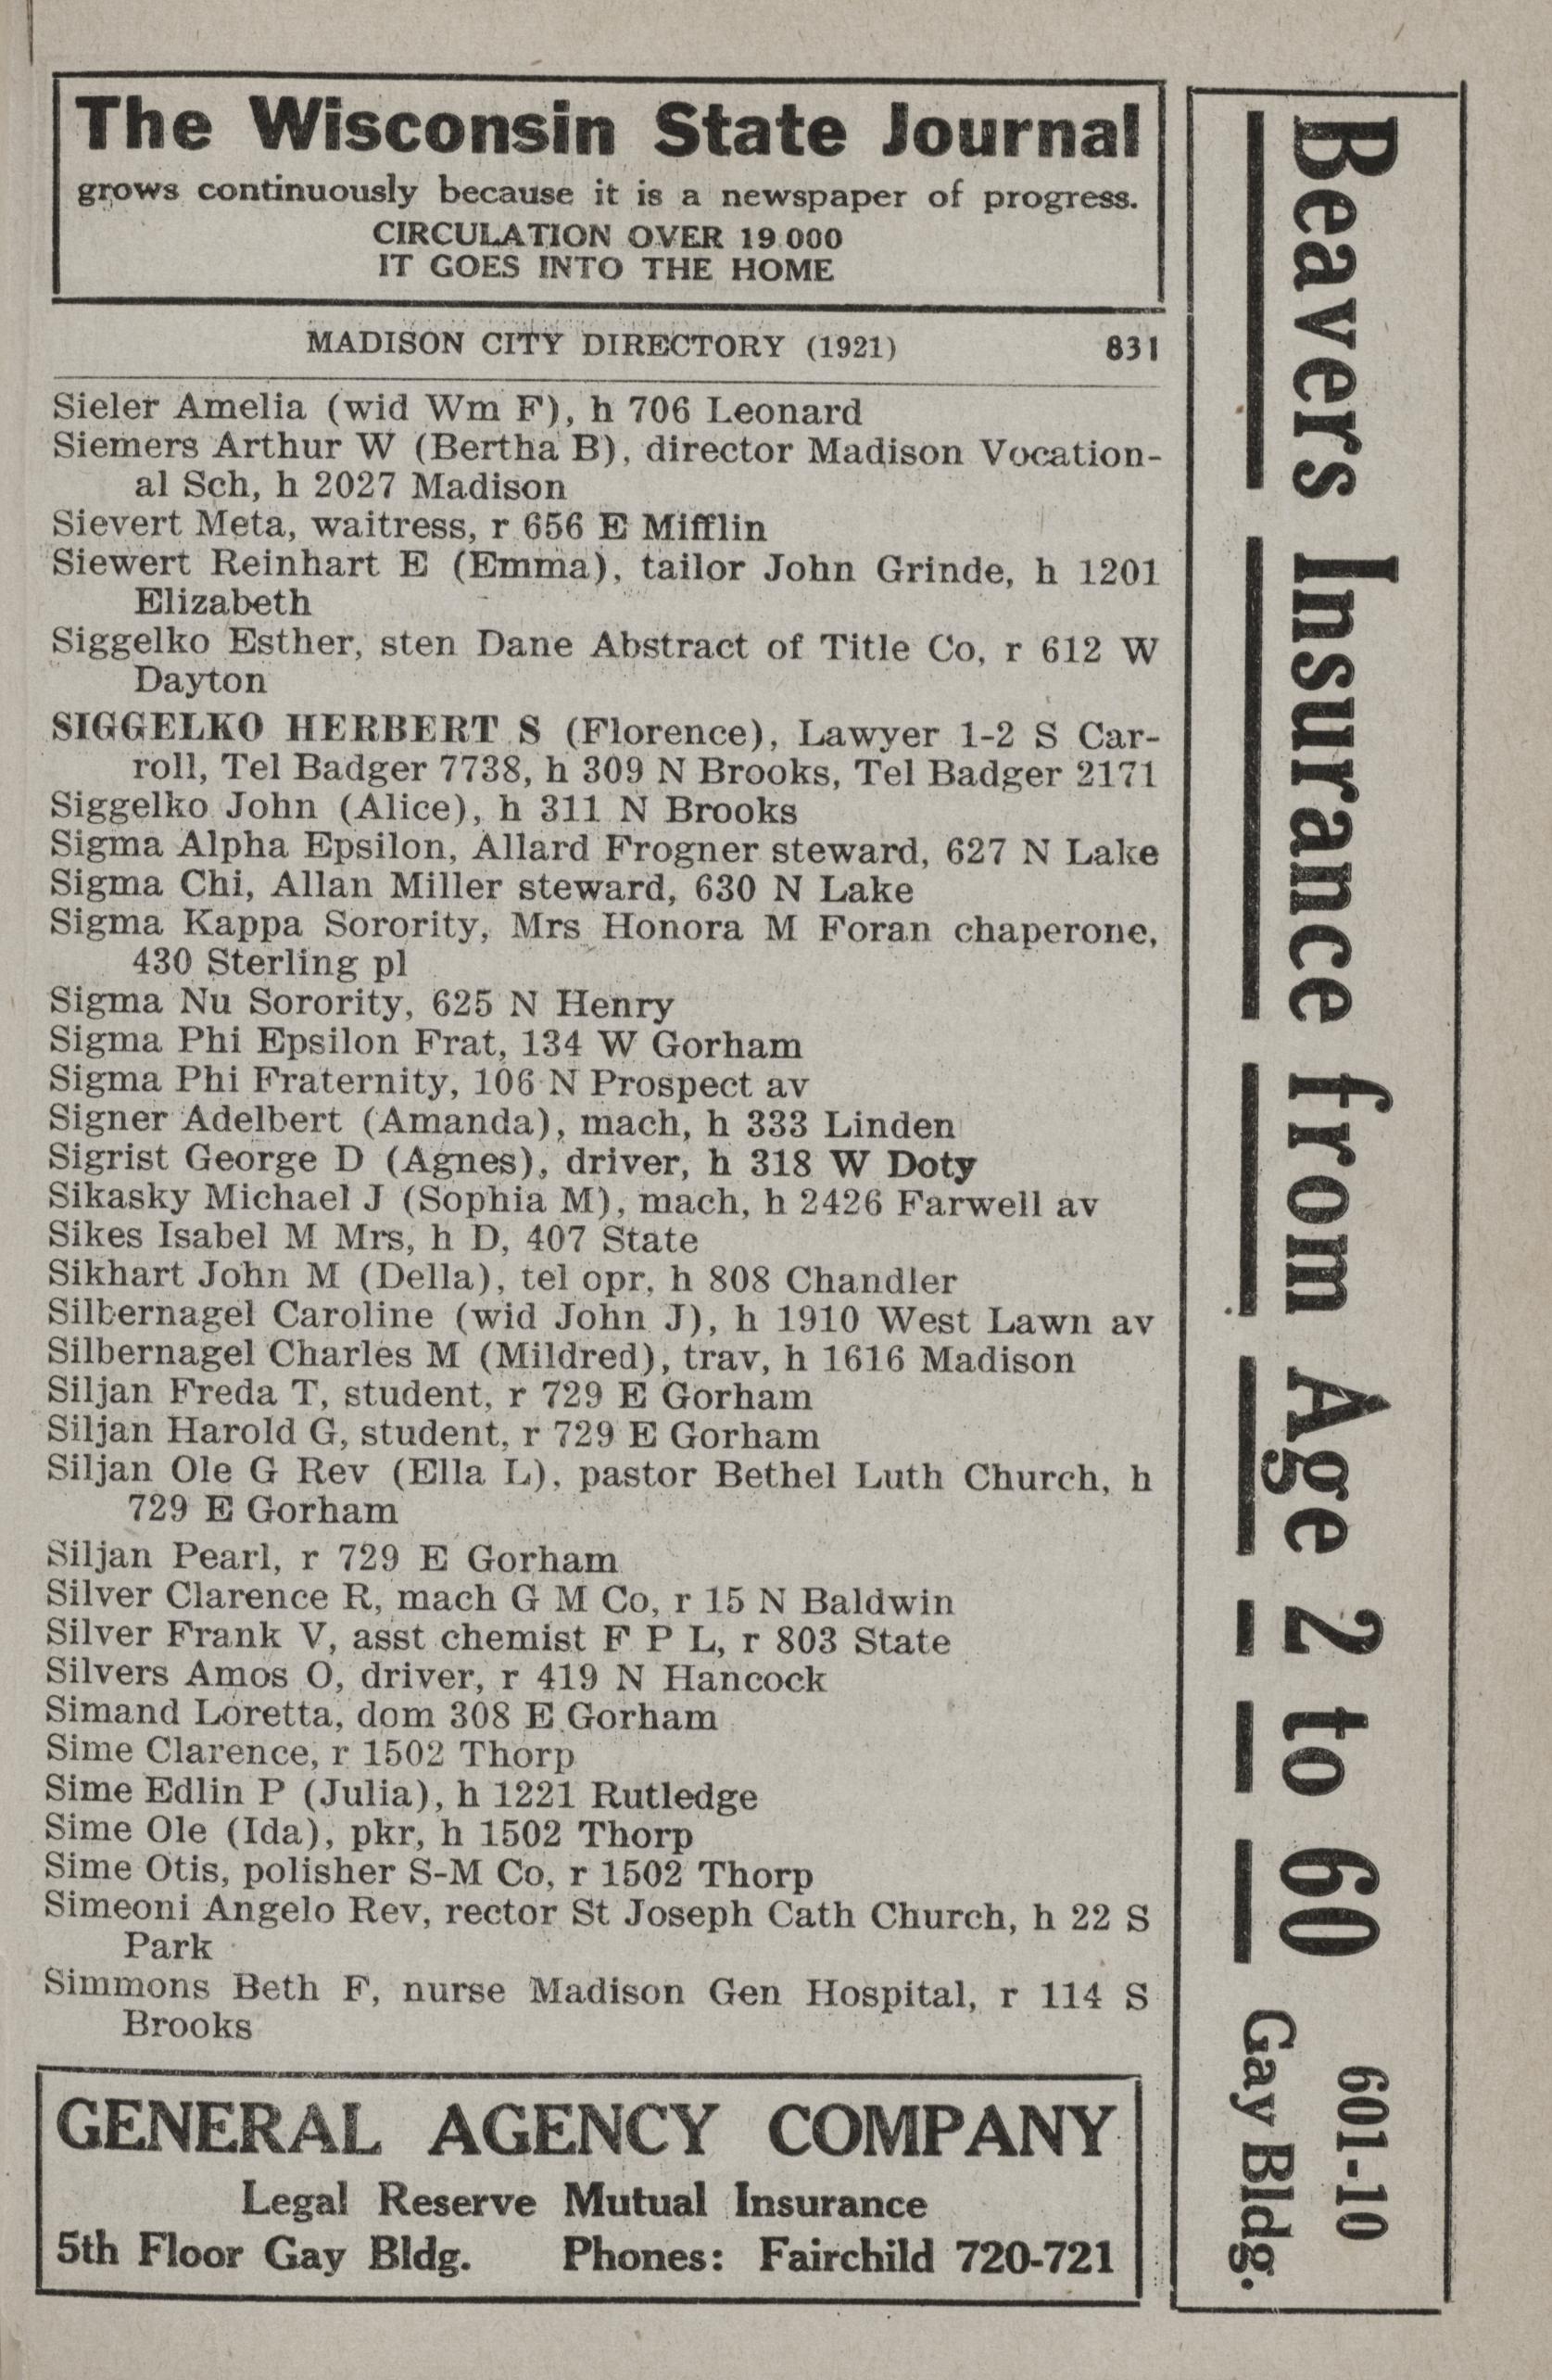 The Wisconsin State Journal
grows continuously because it is a newspaper of progress.
CIRCULATION OVER 19.000
IT GOES INTO THE HOME
MADISON CITY DIRECTORY (1921) 831
Sieler Amelia (wid Wm F), h 706 Leonard
Siemers Arthur W (Bertha B), director Madison Vocation-
al Sch, h 2027 Madison
Sievert Meta, waitress, r 656 E Mifflin
Siewert Reinhart E (Emma), tailor John Grinde, h 1201
Elizabeth
Siggelko Esther, sten Dane Abstract of Title Co, r 612 W
Dayton
SIGGELKO HERBERT S (Florence), Lawyer 1-2 S Car-
roll, Tel Badger 7738, h 309 N Brooks, Tel Badger 2171
Siggelko John (Alice), h 311 N Brooks
Sigma Alpha Epsilon, Allard Frogner steward, 627 N Lake
Sigma Chi, Allan Miller steward, 630 N Lake
Sigma Kappa Sorority, Mrs Honora M Foran chaperone,
430 Sterling pl
Sigma Nu Sorority, 625 N Henry
Sigma Phi Epsilon Frat, 134 W Gorham
Sigma Phi Fraternity, 106 N Prospect av
Signer Adelbert (Amanda), mach, h 333 Linden
Sigrist George D (Agnes), driver, h 318 W Doty
Sikasky Michael J (Sophia M), mach, h 2426 Farwell av
Sikes Isabel M Mrs, h D, 407 State
Sikhart John M (Della), tel opr, h 808 Chandler
Silbernagel Caroline (wid John J), h 1910 West Lawn av
Silbernagel Charles M (Mildred), trav, h 1616 Madison
Siljan Freda T, student, r 729 E Gorham
Siljan Harold G, student, r 729 E Gorham
Siljan Ole G Rev (Ella L), pastor Bethel Luth Church, h
729 E Gorham
Siljan Pearl, r 729 E Gorham
Silver Clarence R, mach G M Co, r 15 N Baldwin
Silver Frank V, asst chemist F P L, r 803 State
Silvers Amos O, driver, r 419 N Hancock
Simand Loretta, dom 308 E Gorham
Sime Clarence, r 1502 Thorp
Sime Edlin P (Julia), h 1221 Rutledge
Sime Ole (Ida), pkr, h 1502 Thorp
Sime Otis, polisher S-M Co, r 1502 Thorp
Simeoni Angelo Rev, rector St Joseph Cath Church, h 22 S
Park
Simmons Beth F, nurse Madison Gen Hospital, r 114 S
Brooks
GENERAL AGENCY COMPANY
Legal Reserve Mutual Insurance
5th Floor Gay Bldg. Phones: Fairchild 720-721
Beavers Insurance from Age 2 to 60
601-10
Gay Bldg.